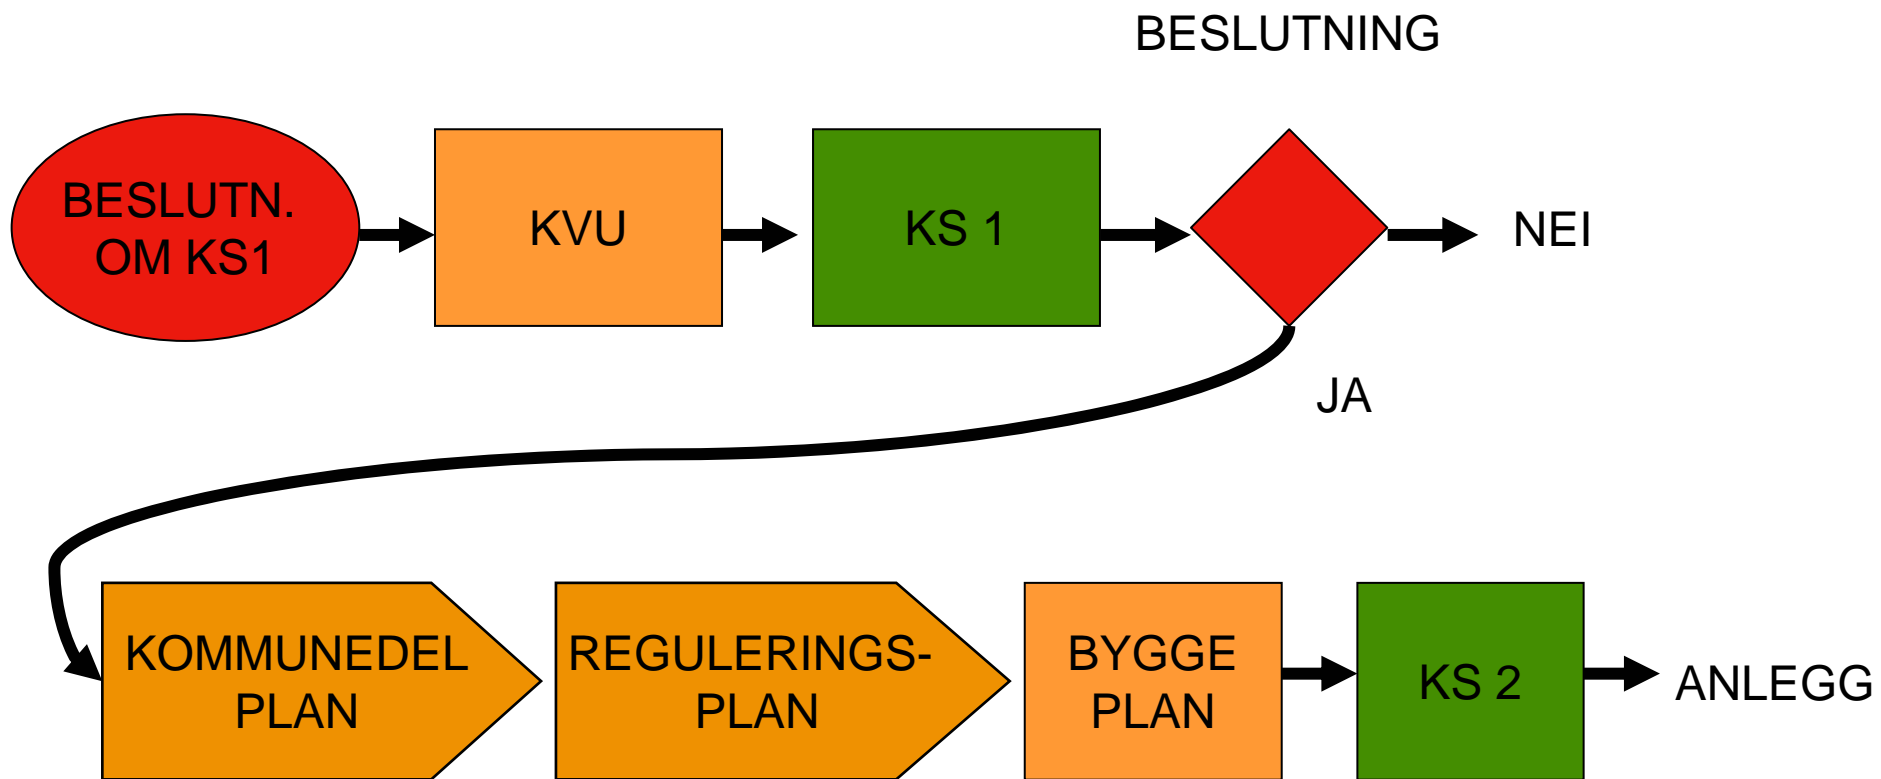 BESLUTNING
BESLUTN.
OM KS1
KVU
KS 1
NEI
JA
KOMMUNEDEL
PLAN
REGULERINGS-
PLAN
BYGGE
PLAN
KS 2
ANLEGG